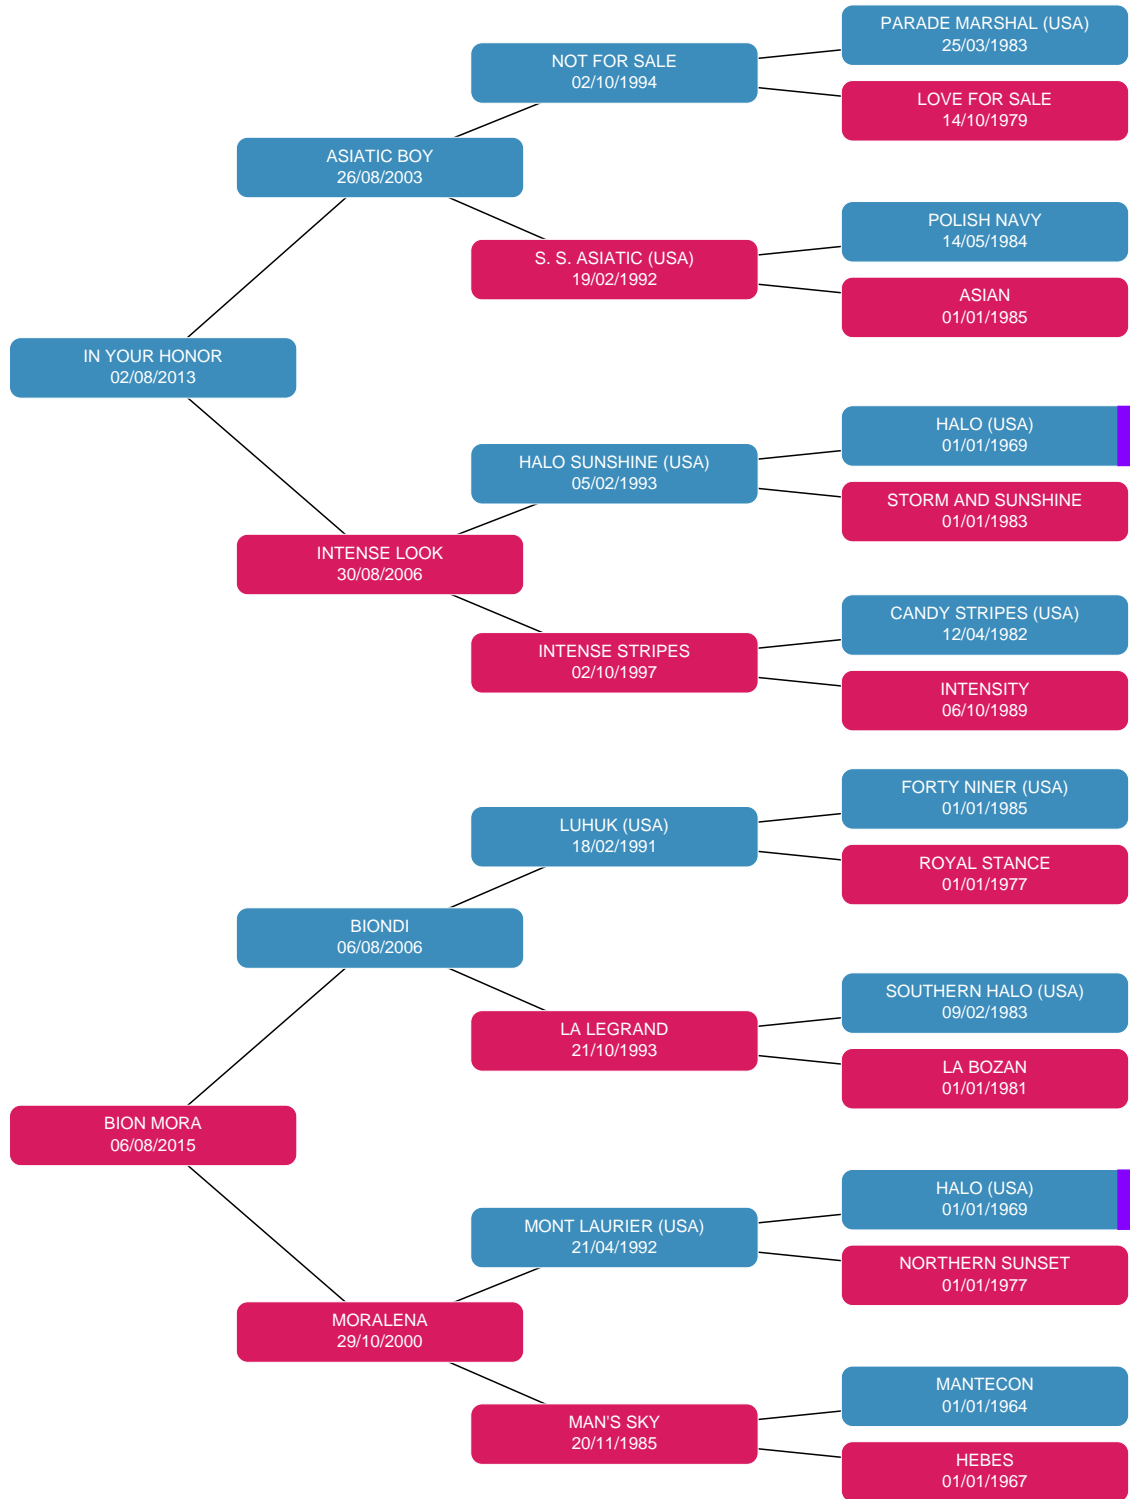 PARADE MARSHAL (USA)
25/03/1983
NOT FOR SALE
02/10/1994
LOVE FOR SALE
14/10/1979
ASIATIC BOY
26/08/2003
POLISH NAVY
14/05/1984
S. S. ASIATIC (USA)
19/02/1992
ASIAN
01/01/1985
IN YOUR HONOR
02/08/2013
HALO (USA)
01/01/1969
HALO SUNSHINE (USA)
05/02/1993
STORM AND SUNSHINE
01/01/1983
INTENSE LOOK
30/08/2006
CANDY STRIPES (USA)
12/04/1982
INTENSE STRIPES
02/10/1997
INTENSITY
06/10/1989
FORTY NINER (USA)
01/01/1985
LUHUK (USA)
18/02/1991
ROYAL STANCE
01/01/1977
BIONDI
06/08/2006
SOUTHERN HALO (USA)
09/02/1983
LA LEGRAND
21/10/1993
LA BOZAN
01/01/1981
BION MORA
06/08/2015
HALO (USA)
01/01/1969
MONT LAURIER (USA)
21/04/1992
NORTHERN SUNSET
01/01/1977
MORALENA
29/10/2000
MANTECON
01/01/1964
MAN'S SKY
20/11/1985
HEBES
01/01/1967